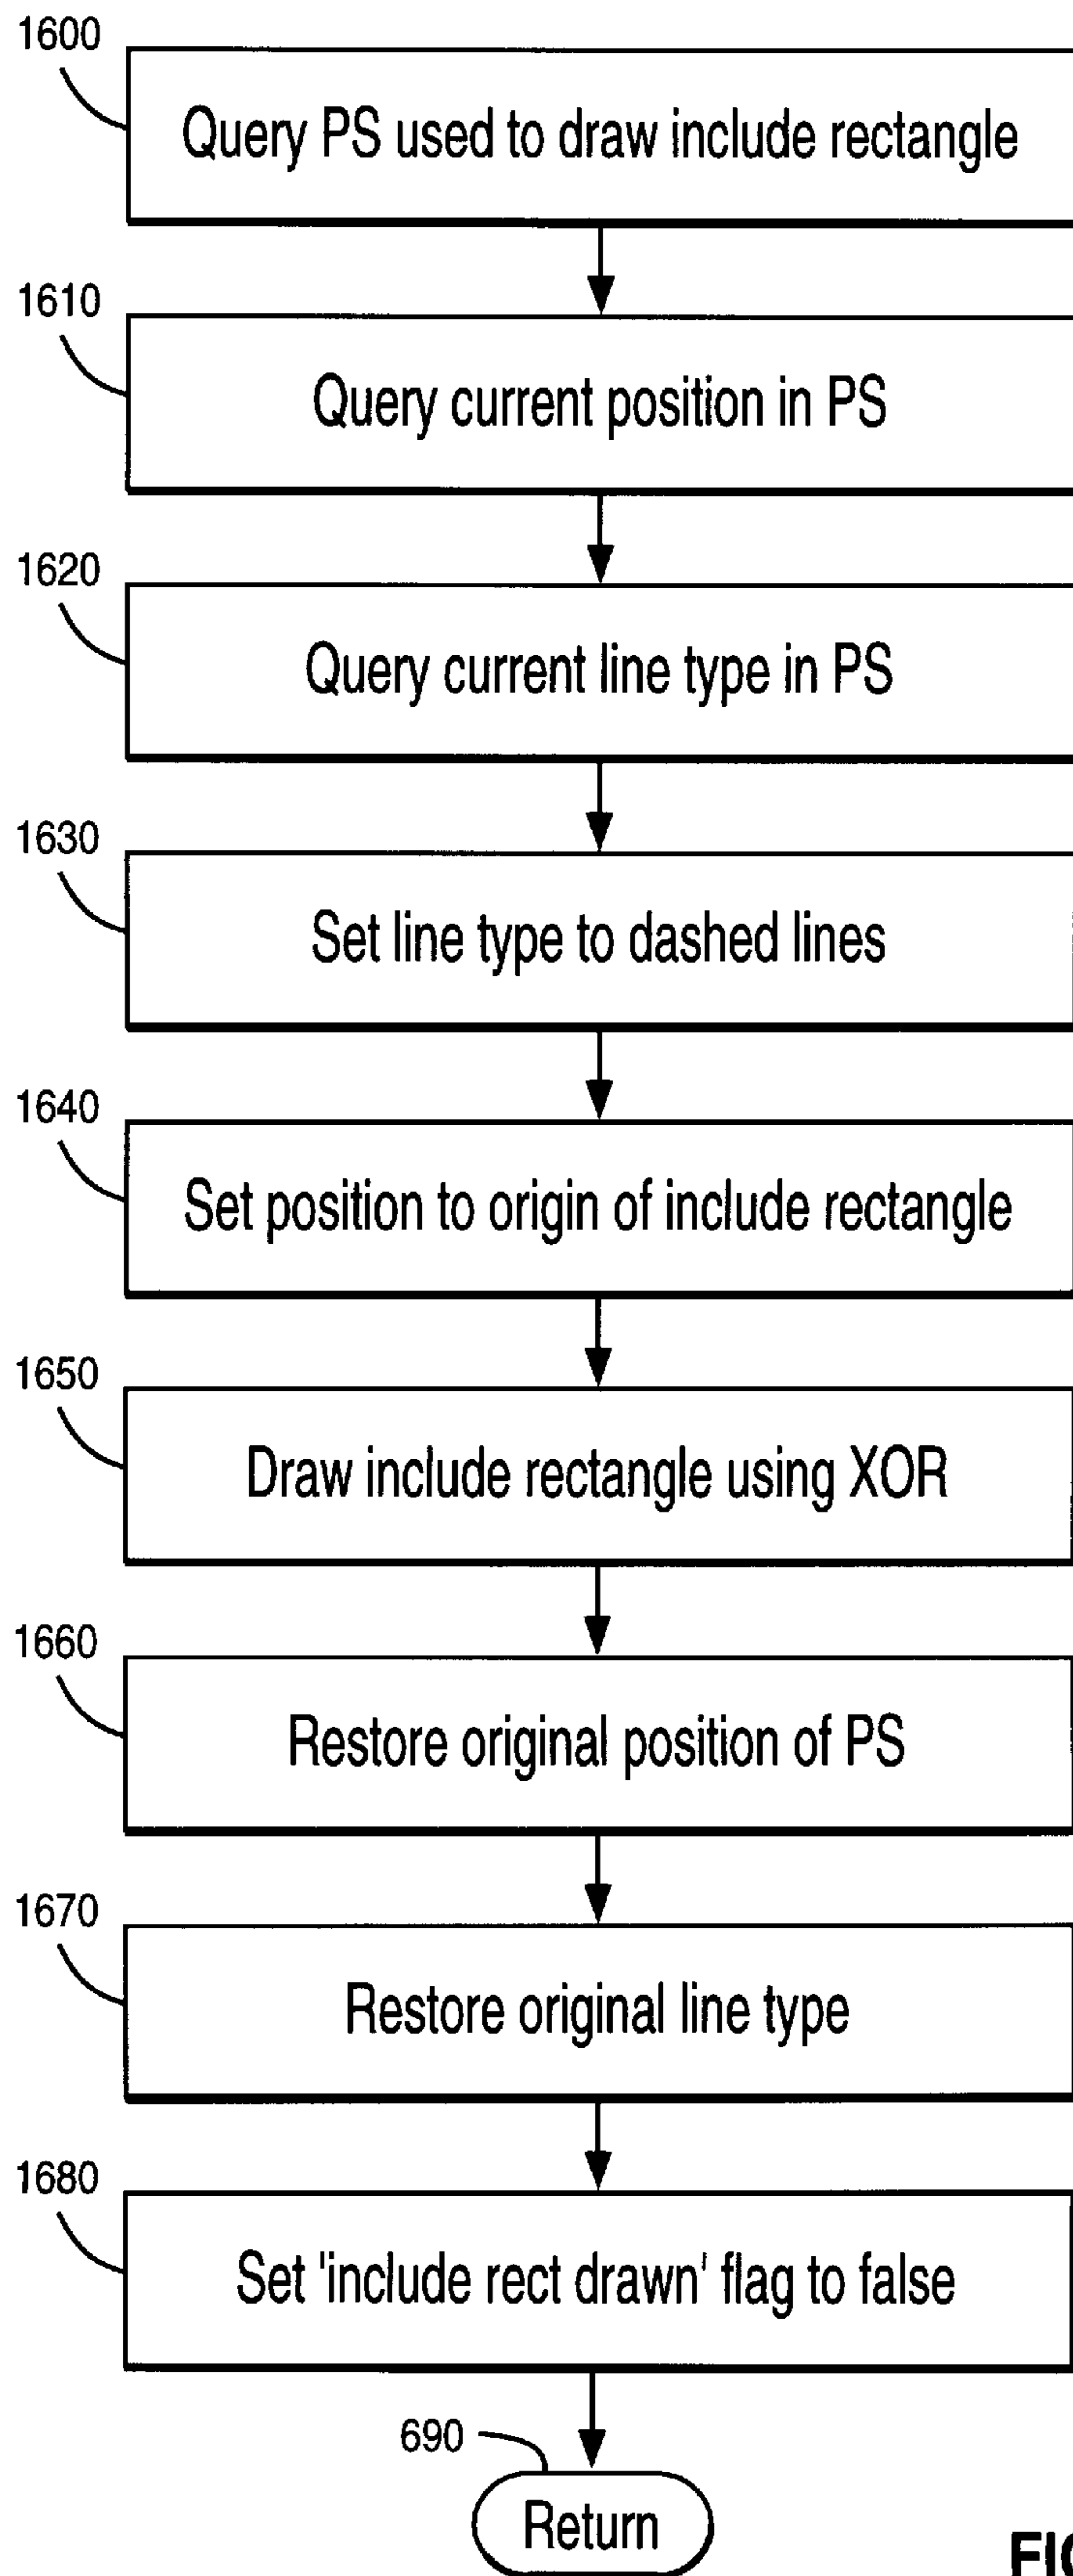 1600
Query PS used to draw include rectangle
1610
Query current position in PS
1620
Query current line type in PS
1630
Set line type to dashed lines
1640
Set position to origin of include rectangle
1650
Draw include rectangle using XOR
1660
Restore original position of PS
1670
Restore original line type
1680
Set 'include rect drawn' flag to false
690
Return